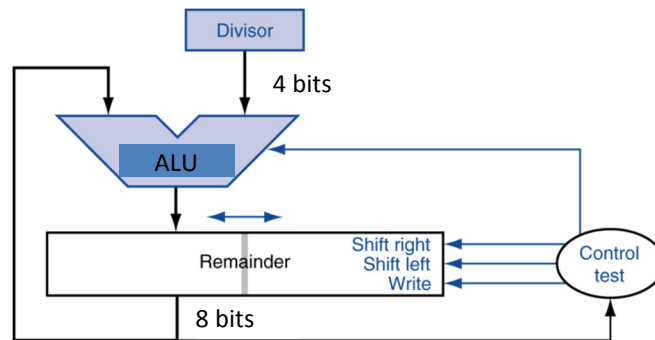 Divisor
4 bits
ALU
Remainder
Shift right
Shift left
Write
Control
test
8 bits